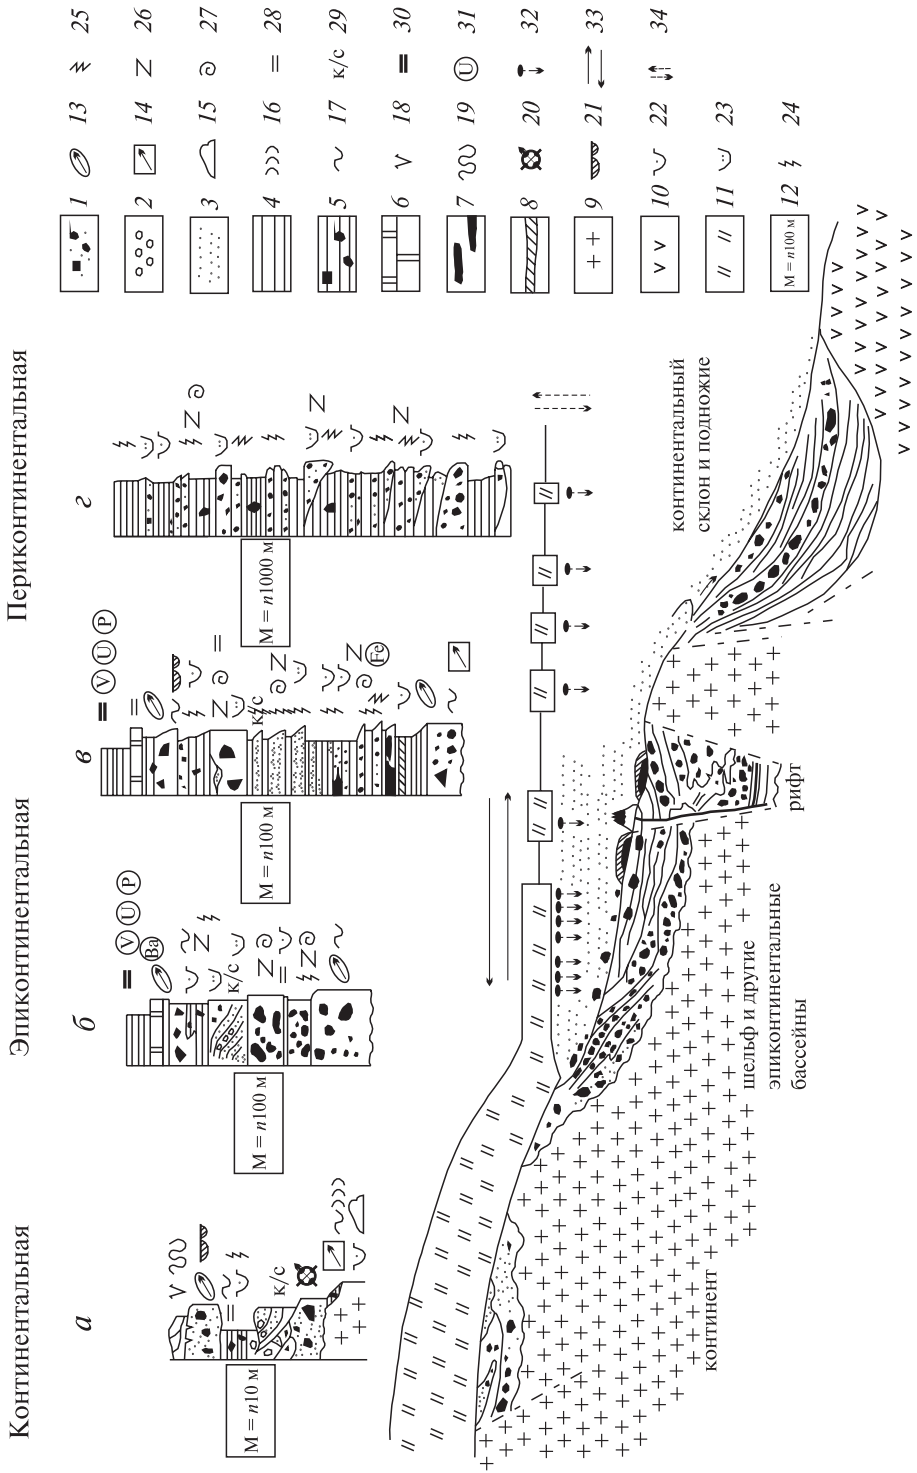 Континентальная
Эпиконтинентальная
Периконтинентальная
а
б
в
г
М = n10 м
М = n100 м
М = n100 м
М = n1000 м
к/с
к/с
к/с
V U P
Ba
V U P
Fe
континент
шельф и другие
эпиконтинентальные
бассейны
рифт
континентальный
склон и подножие
1
2
3
4
5
6
7
8
9
10
11
М = n100 м 12
13
14
15
16
17
18
19
20
21
22
23
24
25
26
27
28
к/с 29
30
U 31
32
33
34